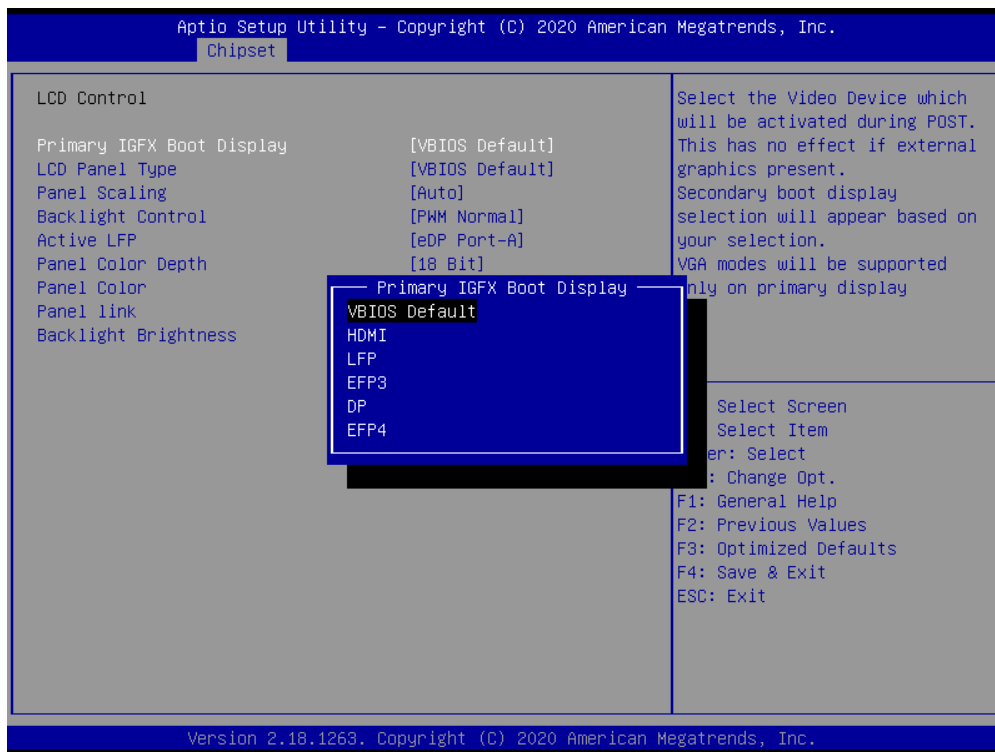 Aptio Setup Utility – Copyright (C) 2020 American Megatrends, Inc.
Chipset
LCD Control
Primary IGFX Boot Display [VBIOS Default]
LCD Panel Type [VBIOS Default]
Panel Scaling [Auto]
Backlight Control [PWM Normal]
Active LFP [eDP Port-A]
Panel Color Depth [18 Bit]
Panel Color
Panel link
Backlight Brightness
Primary IGFX Boot Display
VBIOS Default
HDMI
LFP
EFP3
DP
EFP4
Select the Video Device which
will be activated during POST.
This has no effect if external
graphics present.
Secondary boot display
selection will appear based on
your selection.
VGA modes will be supported
only on primary display
Select Screen
Select Item
er: Select
: Change Opt.
F1: General Help
F2: Previous Values
F3: Optimized Defaults
F4: Save & Exit
ESC: Exit
Version 2.18.1263. Copyright (C) 2020 American Megatrends, Inc.